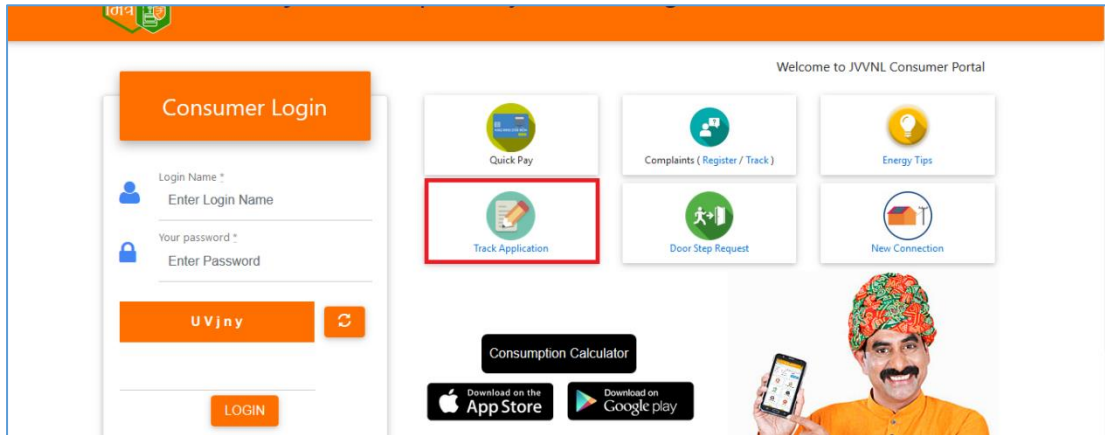 मित्र
Welcome to JVVNL Consumer Portal
Consumer Login
Login Name *
Enter Login Name
Your password *
Enter Password
UVjny
LOGIN
Quick Pay
Complaints ( Register / Track )
Energy Tips
Track Application
Door Step Request
New Connection
Consumption Calculator
Download on the
App Store
Download on
Google play